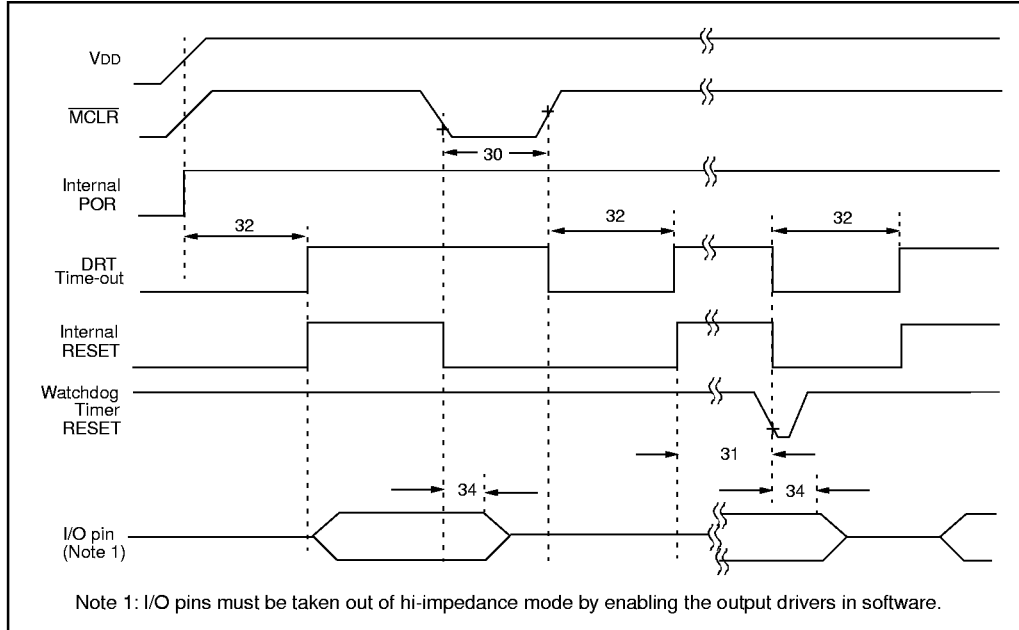 VDD
MCLR
30
Internal
POR
32
32
32
DRT
Time-out
Internal
RESET
Watchdog
Timer
RESET
31
34
34
I/O pin
(Note 1)
Note 1: I/O pins must be taken out of hi-impedance mode by enabling the output drivers in software.